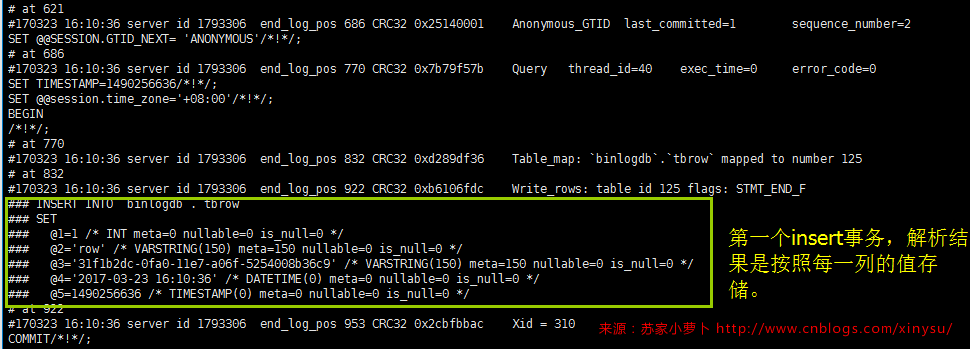 # at 621
#170323 16:10:36 server id 1793306  end_log_pos 686 CRC32 0x25140001    Anonymous_GTID  last_committed=1        sequence_number=2
SET @@SESSION.GTID_NEXT= 'ANONYMOUS'/*!*/;
# at 686
#170323 16:10:36 server id 1793306  end_log_pos 770 CRC32 0x7b79f57b    Query   thread_id=40    exec_time=0     error_code=0
SET TIMESTAMP=1490256636/*!*/;
SET @@session.time_zone='+08:00'/*!*/;
BEGIN
/*!*/;
# at 770
#170323 16:10:36 server id 1793306  end_log_pos 832 CRC32 0xd289df36    Table_map: `binlogdb`.`tbrow` mapped to number 125
# at 832
#170323 16:10:36 server id 1793306  end_log_pos 922 CRC32 0xb6106fdc    Write_rows: table id 125 flags: STMT_END_F
### INSERT INTO `binlogdb`.`tbrow`
### SET
###   @1=1 /* INT meta=0 nullable=0 is_null=0 */
###   @2='row' /* VARSTRING(150) meta=150 nullable=0 is_null=0 */
###   @3='31f1b2dc-0fa0-11e7-a06f-5254008b36c9' /* VARSTRING(150) meta=150 nullable=0 is_null=0 */
###   @4='2017-03-23 16:10:36' /* DATETIME(0) meta=0 nullable=0 is_null=0 */
###   @5=1490256636 /* TIMESTAMP(0) meta=0 nullable=0 is_null=0 */
第一个insert事务，解析结
果是按照每一列的值存
储。
# at 922
#170323 16:10:36 server id 1793306  end_log_pos 953 CRC32 0x2cbfbbac    Xid = 310
COMMIT/*!*/;
来源：苏家小萝卜 http://www.cnblogs.com/xinysu/